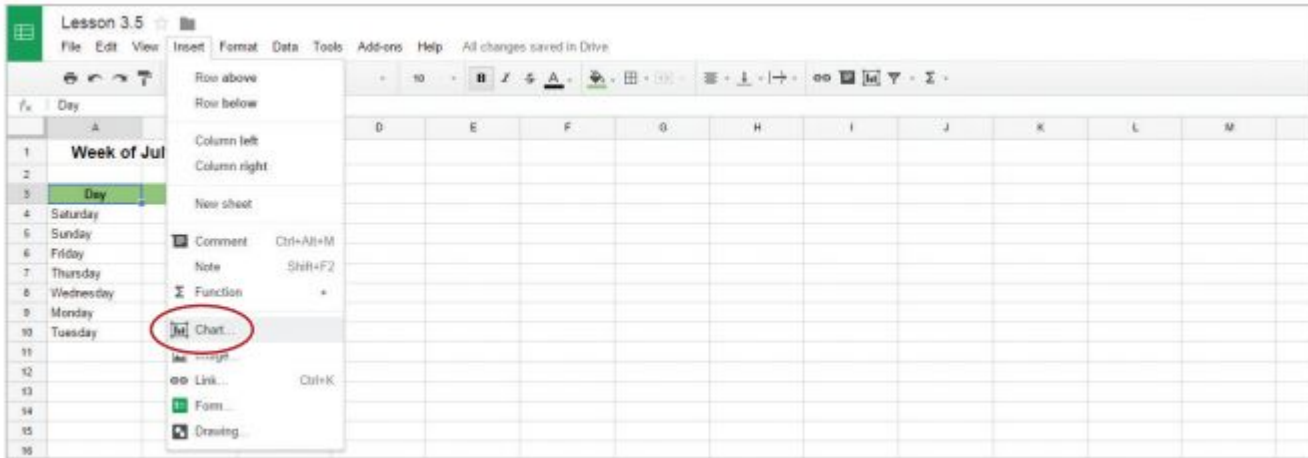 Lesson 3.5
File Edit View Insert Format Data Tools Add-ons Help All changes saved in Drive
10 B I S A Σ
fx Day
A D E F G H I J K L M
1 Week of Jul
2
3 Day
4 Saturday
5 Sunday
6 Friday
7 Thursday
8 Wednesday
9 Monday
10 Tuesday
11
12
13
14
15
16
Row above
Row below
Column left
Column right
New sheet
Comment Ctrl+Alt+M
Note Shift+F2
Σ Function
Chart...
Link... Ctrl+K
Form...
Drawing...